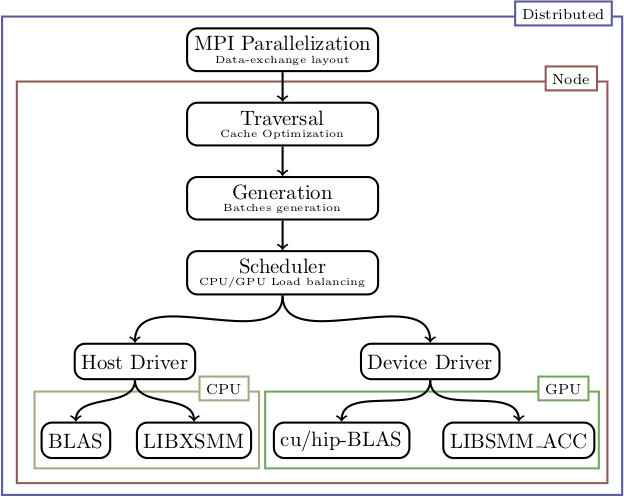 Distributed
MPI Parallelization
Data-exchange layout
Node
Traversal
Cache Optimization
Generation
Batches generation
Scheduler
CPU/GPU Load balancing
Host Driver
Device Driver
CPU
GPU
BLAS
LIBXSMM
cu/hip-BLAS
LIBSMM_ACC